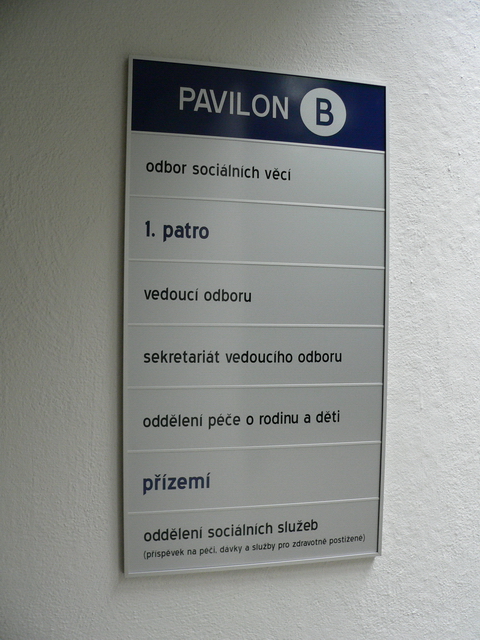 PAVILON B
odbor sociálních věcí
1. patro
vedoucí odboru
sekretariát vedoucího odboru
oddělení péče o rodinu a děti
přízemí
oddělení sociálních služeb
(příspěvek na péči, dávky a služby pro zdravotně postižené)